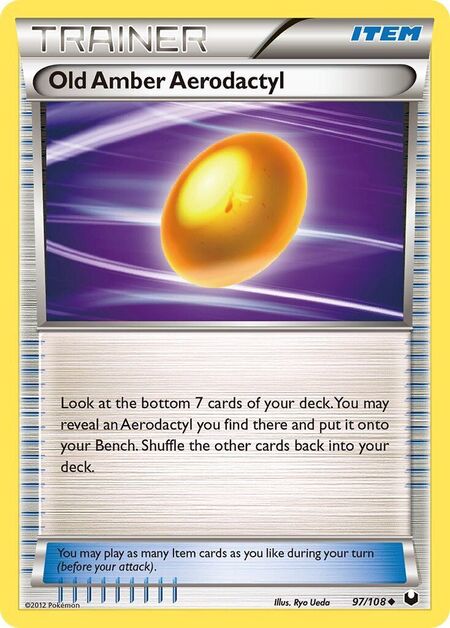 TRAINER
ITEM
Old Amber Aerodactyl
Look at the bottom 7 cards of your deck. You may
reveal an Aerodactyl you find there and put it onto
your Bench. Shuffle the other cards back into your
deck.
You may play as many Item cards as you like during your turn
(before your attack).
©2012 Pokémon
Illus. Ryo Ueda
97/108 ◆